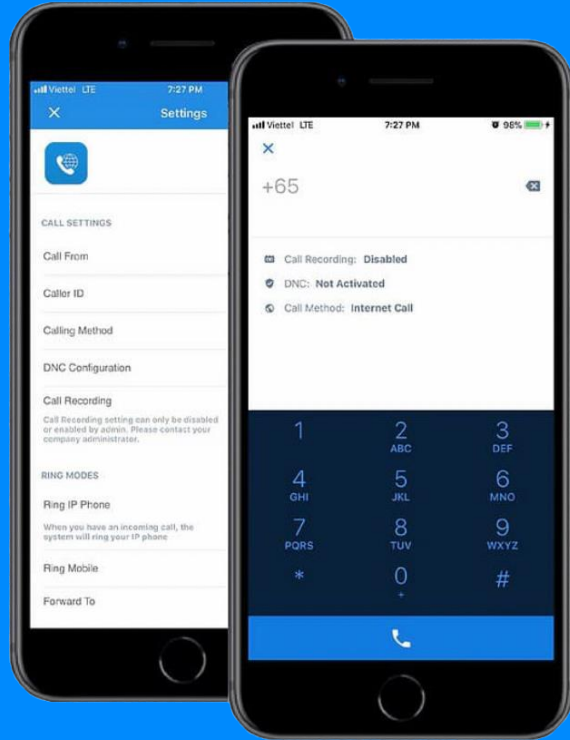 Viettel LTE
7:27 PM
Settings
CALL SETTINGS
Call From
Caller ID
Calling Method
DNC Configuration
Call Recording
Call Recording setting can only be disabled
or enabled by admin. Please contact your
company administrator.
RING MODES
Ring IP Phone
When you have an incoming call, the
system will ring your IP phone
Ring Mobile
Forward To
Viettel LTE
7:27 PM
98%
+65
Call Recording: Disabled
DNC: Not Activated
Call Method: Internet Call
1
2
3
ABC
DEF
4
5
6
GHI
JKL
MNO
7
8
9
PQRS
TUV
WXYZ
*
0
#
+